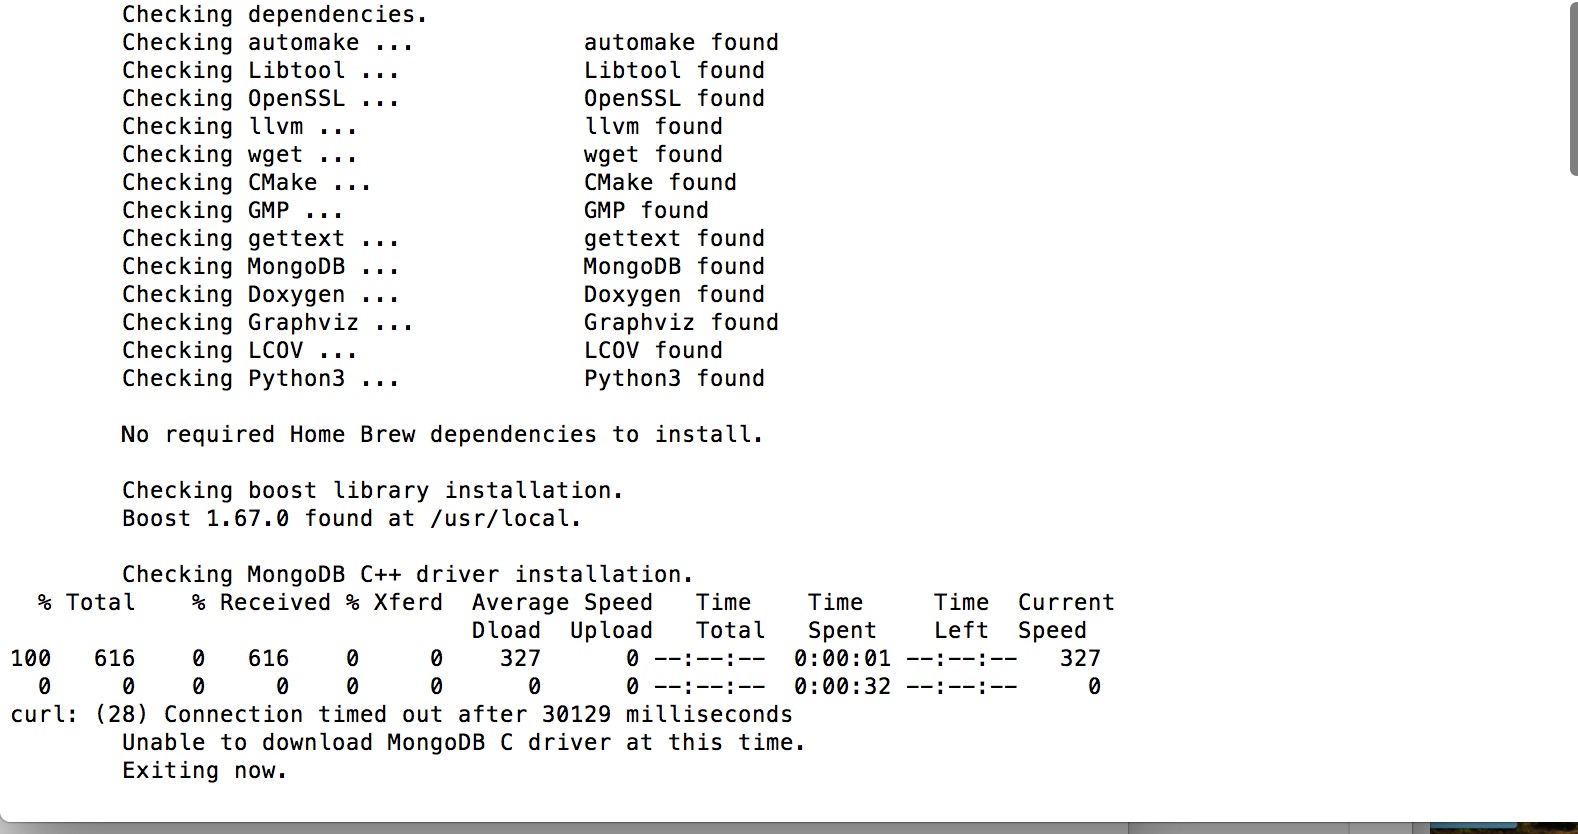 Checking dependencies.
Checking automake ... automake found
Checking Libtool ... Libtool found
Checking OpenSSL ... OpenSSL found
Checking llvm ... llvm found
Checking wget ... wget found
Checking CMake ... CMake found
Checking GMP ... GMP found
Checking gettext ... gettext found
Checking MongoDB ... MongoDB found
Checking Doxygen ... Doxygen found
Checking Graphviz ... Graphviz found
Checking LCOV ... LCOV found
Checking Python3 ... Python3 found
No required Home Brew dependencies to install.
Checking boost library installation.
Boost 1.67.0 found at /usr/local.
Checking MongoDB C++ driver installation.
% Total % Received % Xferd Average Speed Time Time Time Current
Dload Upload Total Spent Left Speed
100 616 0 616 0 0 327 0 --:--:-- 0:00:01 --:--:-- 327
0 0 0 0 0 0 0 0 --:--:-- 0:00:32 --:--:-- 0
curl: (28) Connection timed out after 30129 milliseconds
Unable to download MongoDB C driver at this time.
Exiting now.